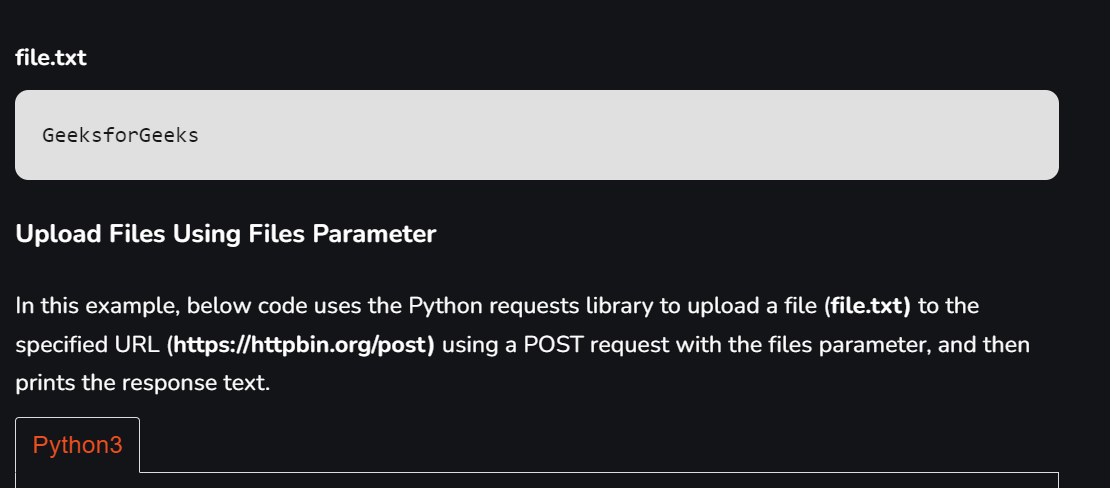 file.txt
GeeksforGeeks
Upload Files Using Files Parameter
In this example, below code uses the Python requests library to upload a file (file.txt) to the
specified URL (https://httpbin.org/post) using a POST request with the files parameter, and then
prints the response text.
Python3